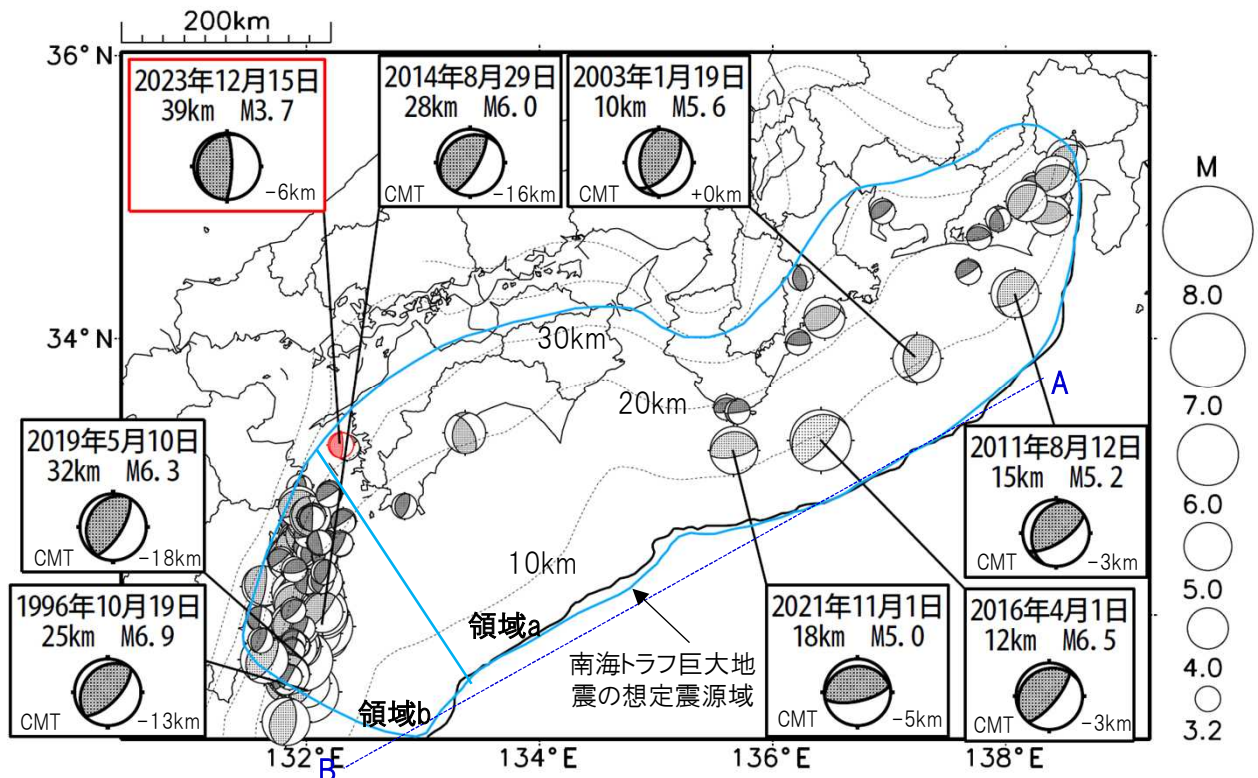 200km
36°N
34°N
132°E
134°E
136°E
138°E
2023年12月15日
39km M3.7
-6km
2014年8月29日
28km M6.0
CMT
-16km
2003年1月19日
10km M5.6
CMT
+0km
M
8.0
7.0
6.0
5.0
4.0
3.2
30km
20km
10km
A
2019年5月10日
32km M6.3
CMT
-18km
1996年10月19日
25km M6.9
CMT
-13km
領域a
領域b
B
南海トラフ巨大地
震の想定震源域
2021年11月1日
18km M5.0
CMT
-5km
2011年8月12日
15km M5.2
CMT
-3km
2016年4月1日
12km M6.5
CMT
-3km